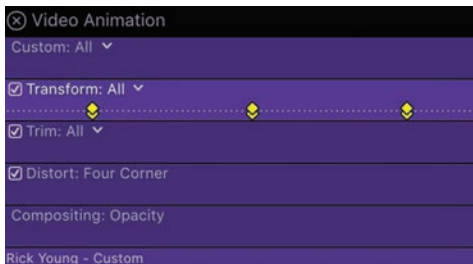 Video Animation
Custom: All
Transform: All
Trim: All
Distort: Four Corner
Compositing: Opacity
Rick Young - Custom